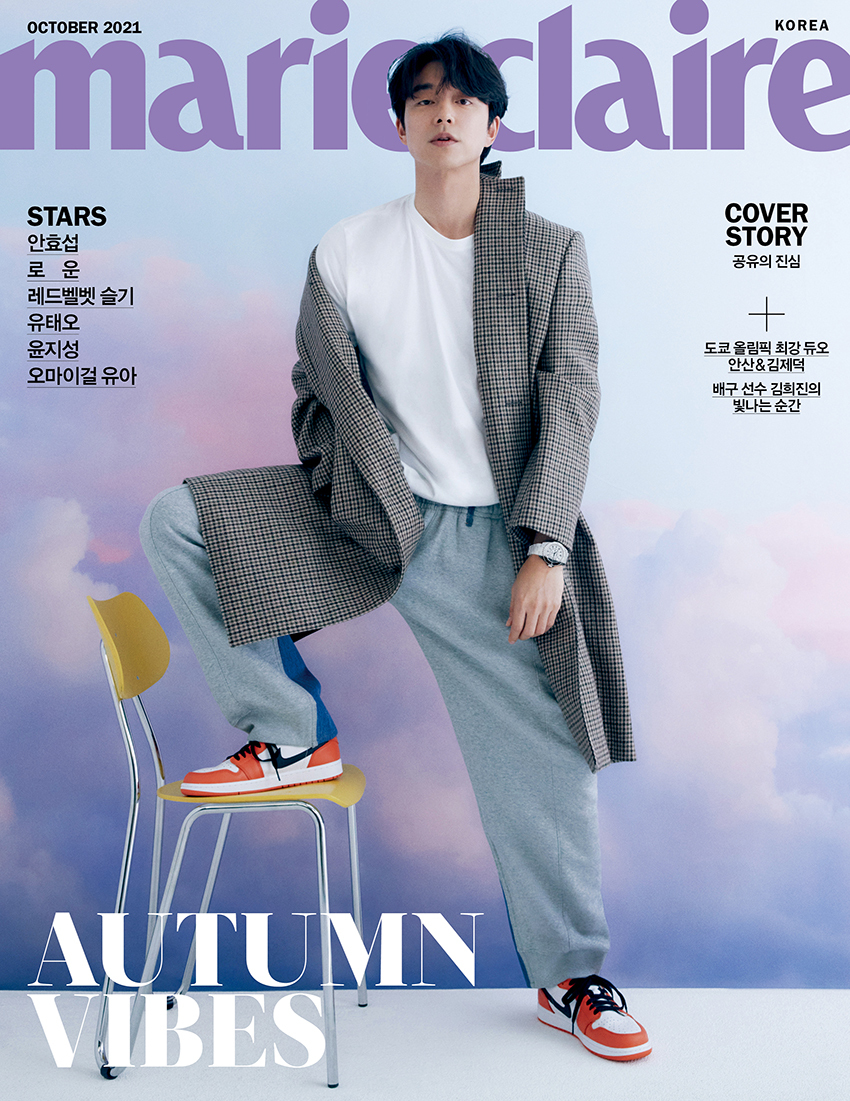 OCTOBER 2021
KOREA
marie claire
STARS
안효섭
로 운
레드벨벳 슬기
유태오
윤지성
오마이걸 유아
COVER
STORY
공유의 진심
도쿄 올림픽 최강 듀오
안산&김제덕
배구 선수 김희진의
빛나는 순간
AUTUMN
VIBES